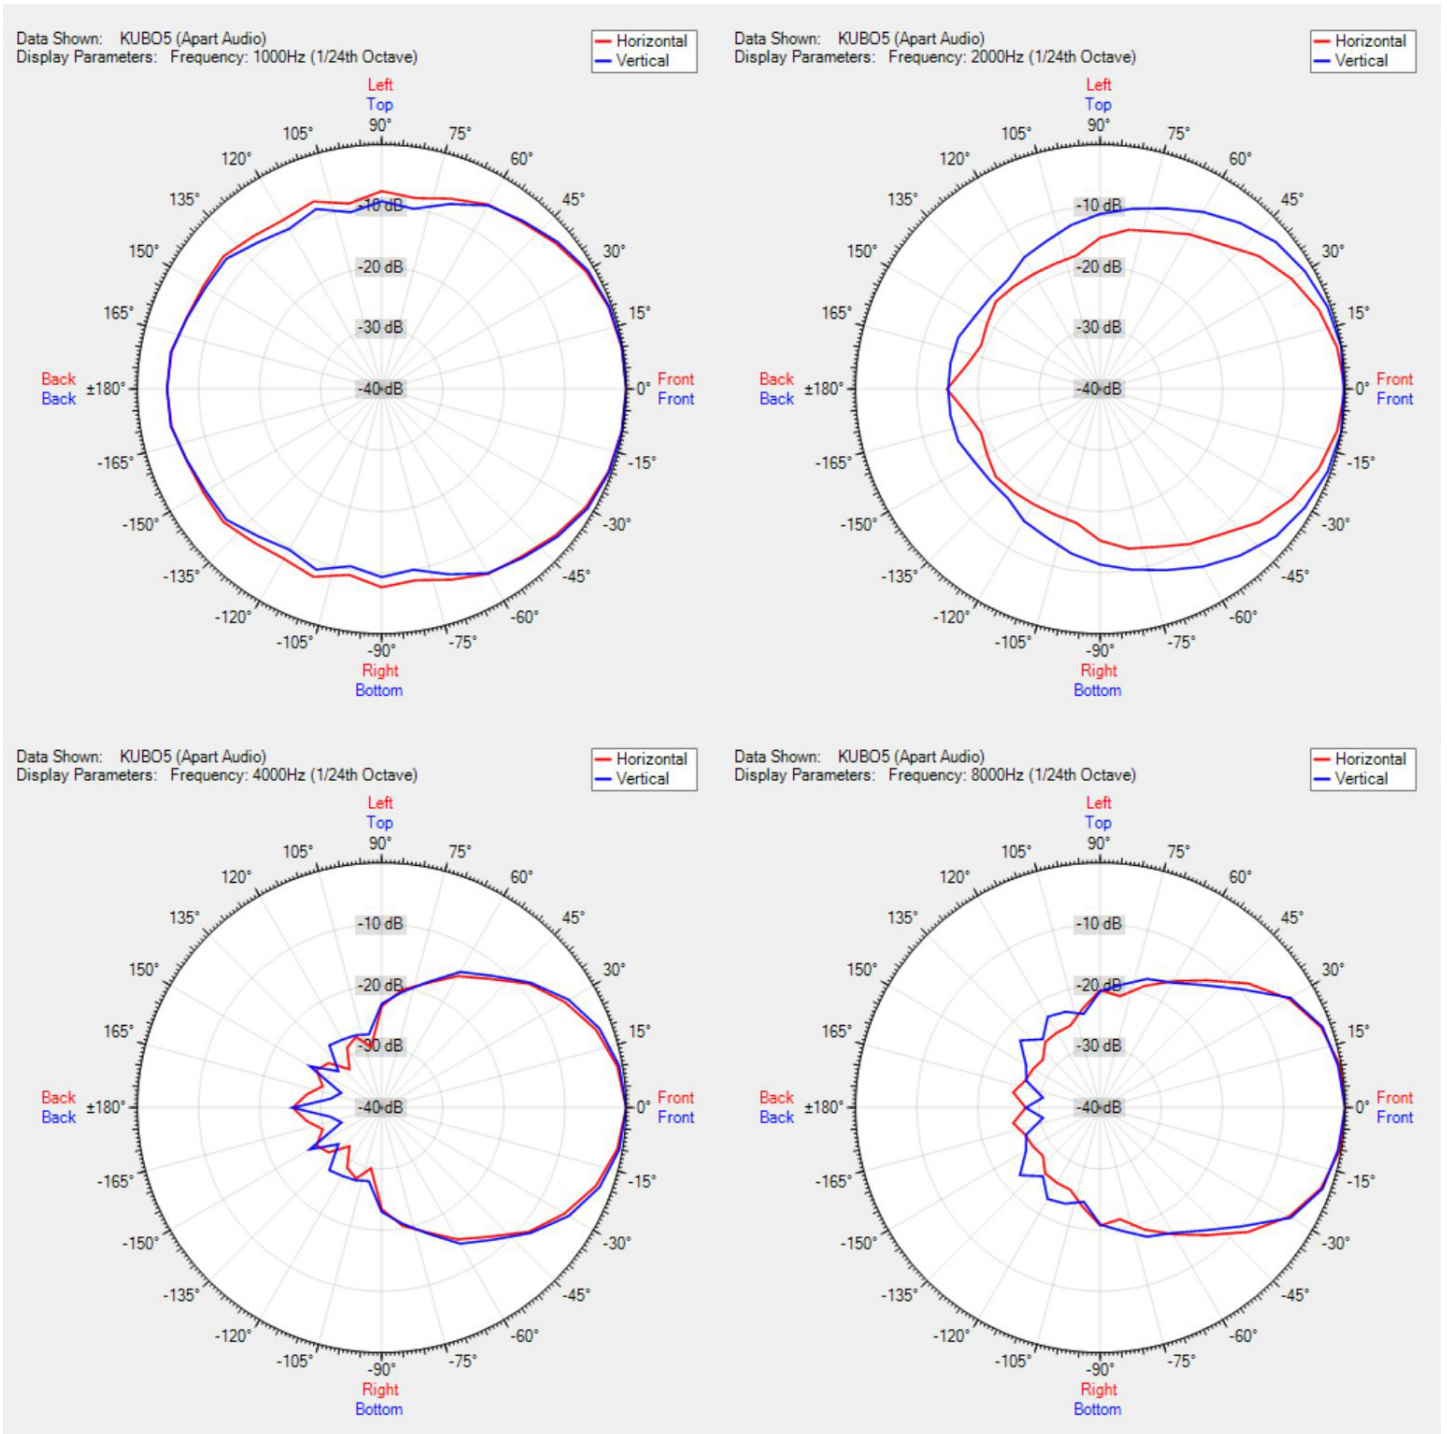 Data Shown: KUBO5 (Apart Audio)
Display Parameters: Frequency: 1000Hz (1/24th Octave)
Horizontal
Vertical
Left
Top
90°
105°
75°
120°
60°
135°
45°
150°
30°
165°
15°
Back
Back
±180°
0°
Front
Front
-10 dB
-20 dB
-30 dB
-40 dB
-165°
-15°
-150°
-30°
-135°
-45°
-120°
-60°
-105°
-75°
-90°
Right
Bottom
Data Shown: KUBO5 (Apart Audio)
Display Parameters: Frequency: 2000Hz (1/24th Octave)
Horizontal
Vertical
Left
Top
90°
105°
75°
120°
60°
135°
45°
150°
30°
165°
15°
Back
Back
±180°
0°
Front
Front
-10 dB
-20 dB
-30 dB
-40 dB
-165°
-15°
-150°
-30°
-135°
-45°
-120°
-60°
-105°
-75°
-90°
Right
Bottom
Data Shown: KUBO5 (Apart Audio)
Display Parameters: Frequency: 4000Hz (1/24th Octave)
Horizontal
Vertical
Left
Top
90°
105°
75°
120°
60°
135°
45°
150°
30°
165°
15°
Back
Back
±180°
0°
Front
Front
-10 dB
-20 dB
-30 dB
-40 dB
-165°
-15°
-150°
-30°
-135°
-45°
-120°
-60°
-105°
-75°
-90°
Right
Bottom
Data Shown: KUBO5 (Apart Audio)
Display Parameters: Frequency: 8000Hz (1/24th Octave)
Horizontal
Vertical
Left
Top
90°
105°
75°
120°
60°
135°
45°
150°
30°
165°
15°
Back
Back
±180°
0°
Front
Front
-10 dB
-20 dB
-30 dB
-40 dB
-165°
-15°
-150°
-30°
-135°
-45°
-120°
-60°
-105°
-75°
-90°
Right
Bottom